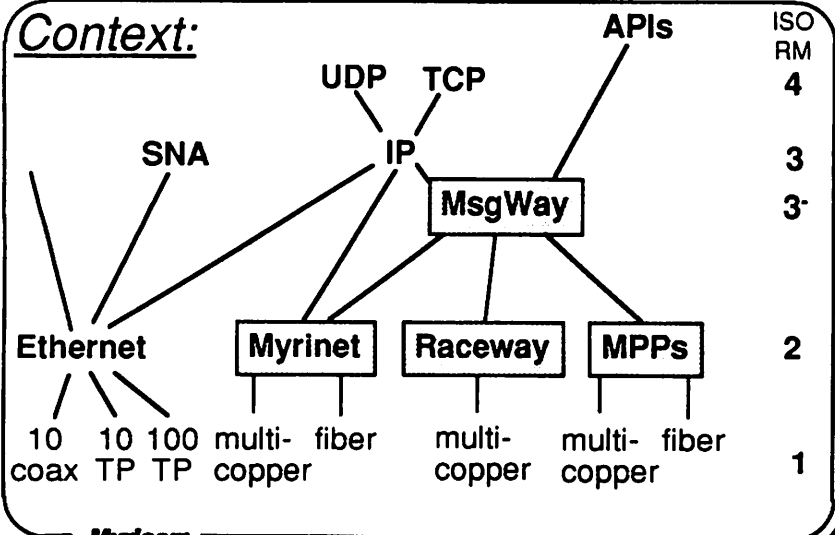 Context:
APIs
ISO
RM
UDP TCP
4
SNA
IP
3
MsgWay
3-
Ethernet
Myrinet
Raceway
MPPs
2
10 10 100 multi- fiber multi- multi- fiber
coax TP TP copper copper copper
1